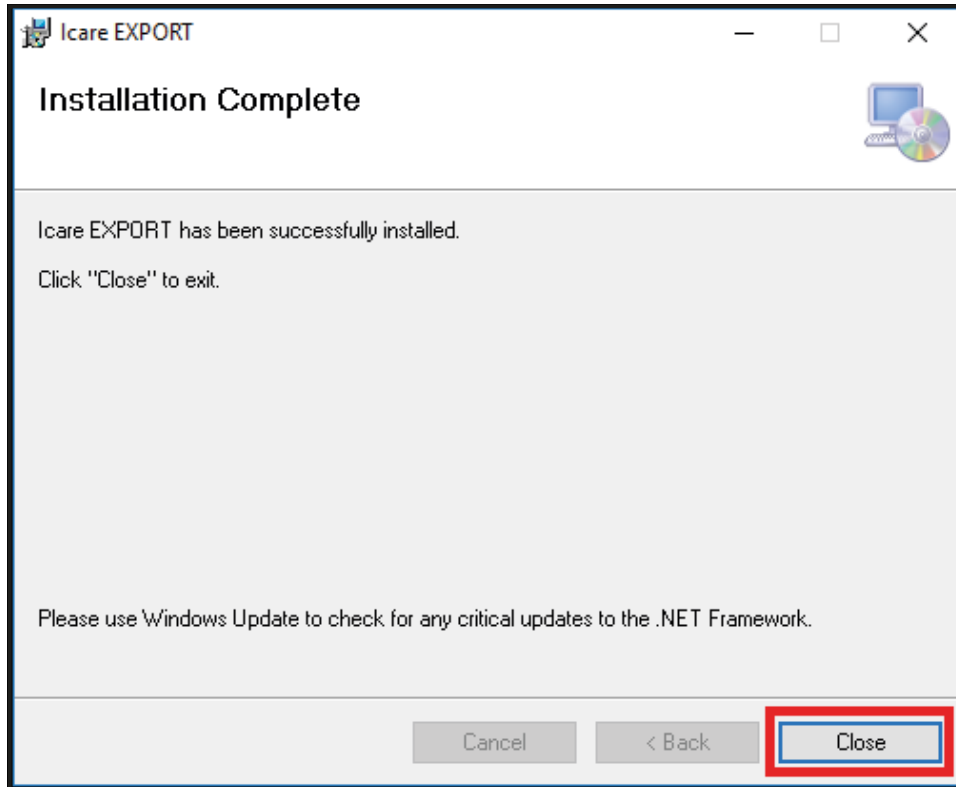 Icare EXPORT
Installation Complete
Icare EXPORT has been successfully installed.
Click "Close" to exit.
Please use Windows Update to check for any critical updates to the .NET Framework.
Cancel
< Back
Close